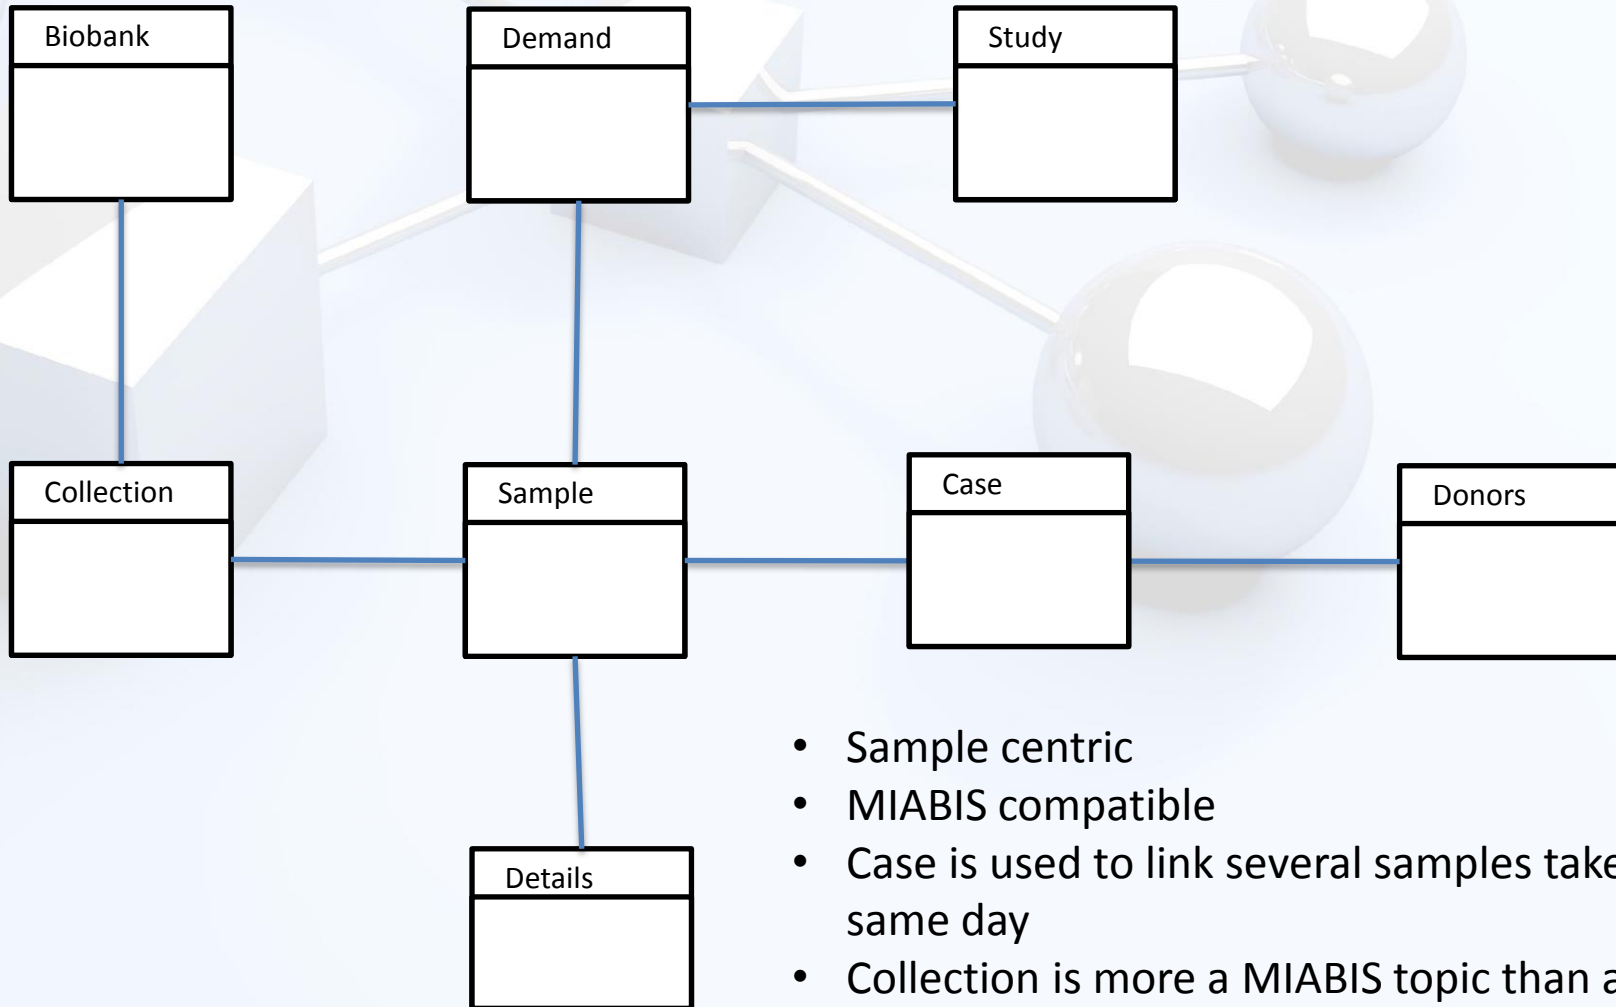 Biobank
Demand
Study
Collection
Sample
Case
Donors
Details
• Sample centric
• MIABIS compatible
• Case is used to link several samples take
same day
• Collection is more a MIABIS topic than a